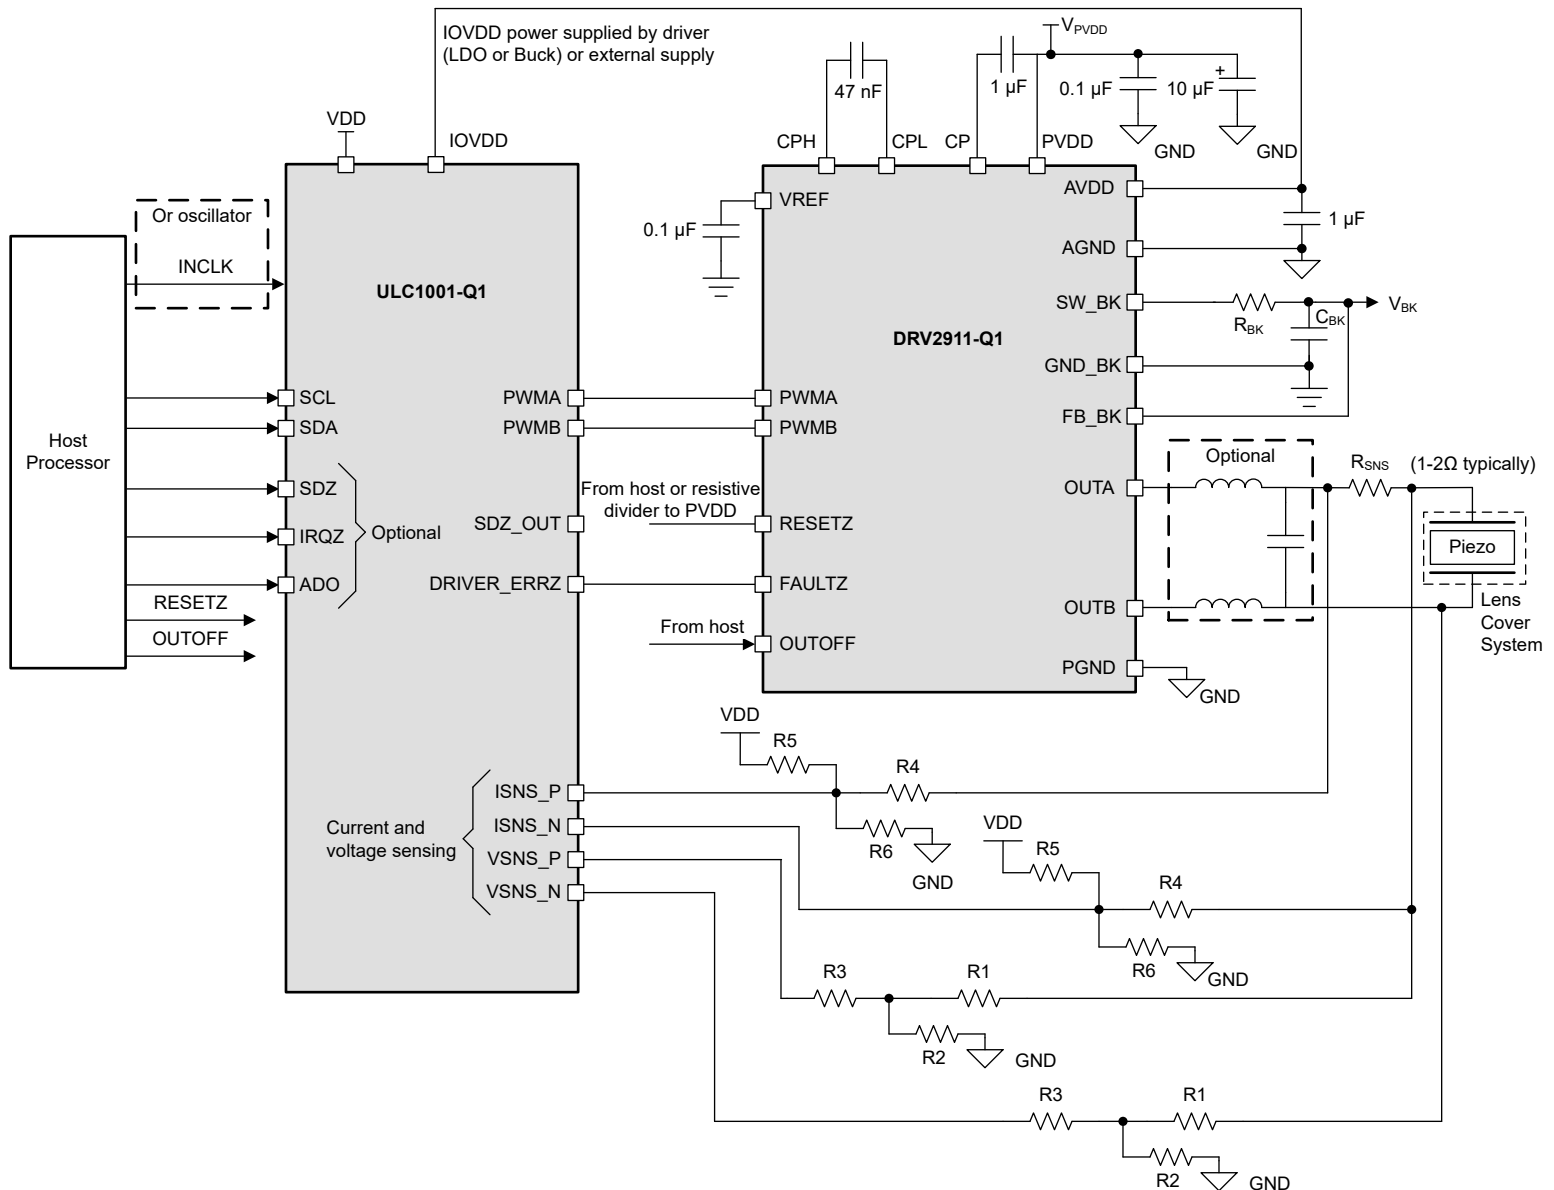 IOVDD power supplied by driver
(LDO or Buck) or external supply
VPVDD
47 nF
1 µF
0.1 µF
10 µF
+
VDD
IOVDD
CPH
CPL
CP
PVDD
GND
GND
Or oscillator
INCLK
ULC1001-Q1
VREF
0.1 µF
AVDD
1 µF
AGND
SW_BK
RBK
CBK
VBK
DRV2911-Q1
GND_BK
FB_BK
Host
Processor
SCL
SDA
SDZ
IRQZ
ADO
Optional
RESETZ
OUTOFF
PWMA
PWMB
SDZ_OUT
DRIVER_ERRZ
PWMA
PWMB
From host or resistive
divider to PVDD
RESETZ
FAULTZ
From host
OUTOFF
Optional
RSNS
(1-2Ω typically)
OUTA
OUTB
PGND
GND
Piezo
Lens
Cover
System
VDD
R5
R4
R6
GND
ISNS_P
ISNS_N
VSNS_P
VSNS_N
Current and
voltage sensing
VDD
R5
R4
R6
GND
R3
R1
R2
GND
R3
R1
R2
GND